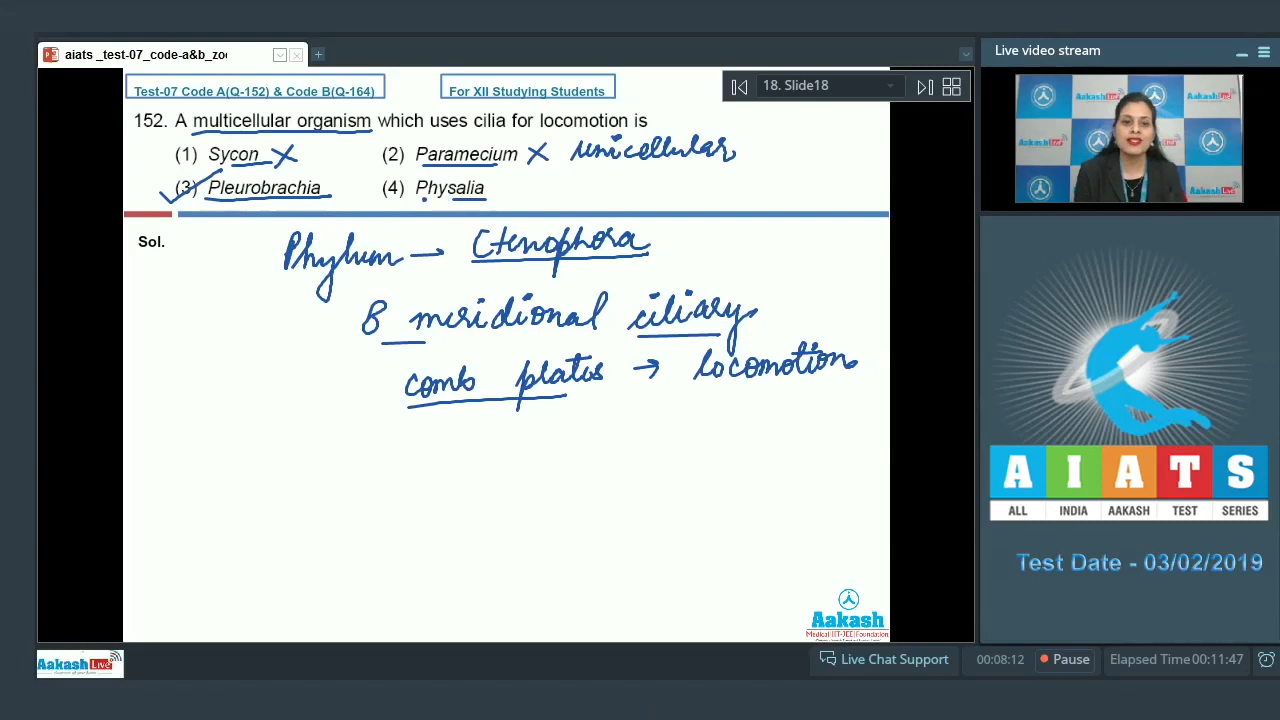 aiats _test-07_code-a&b_zo
Live video stream
Test-07 Code A(Q-152) & Code B(Q-164)
For XII Studying Students
18. Slide18
152. A multicellular organism which uses cilia for locomotion is
(1) Sycon
(2) Paramecium unicellular
(3) Pleurobrachia
(4) Physalia
Sol.
Phylum → Ctenophora
8 meridional ciliary
comb plates → locomotion
AIATS
ALL INDIA AAKASH TEST SERIES
Test Date - 03/02/2019
Aakash
Medical|IIT-JEE|Foundation
AakashLive
Live Chat Support
00:08:12
Pause
Elapsed Time 00:11:47